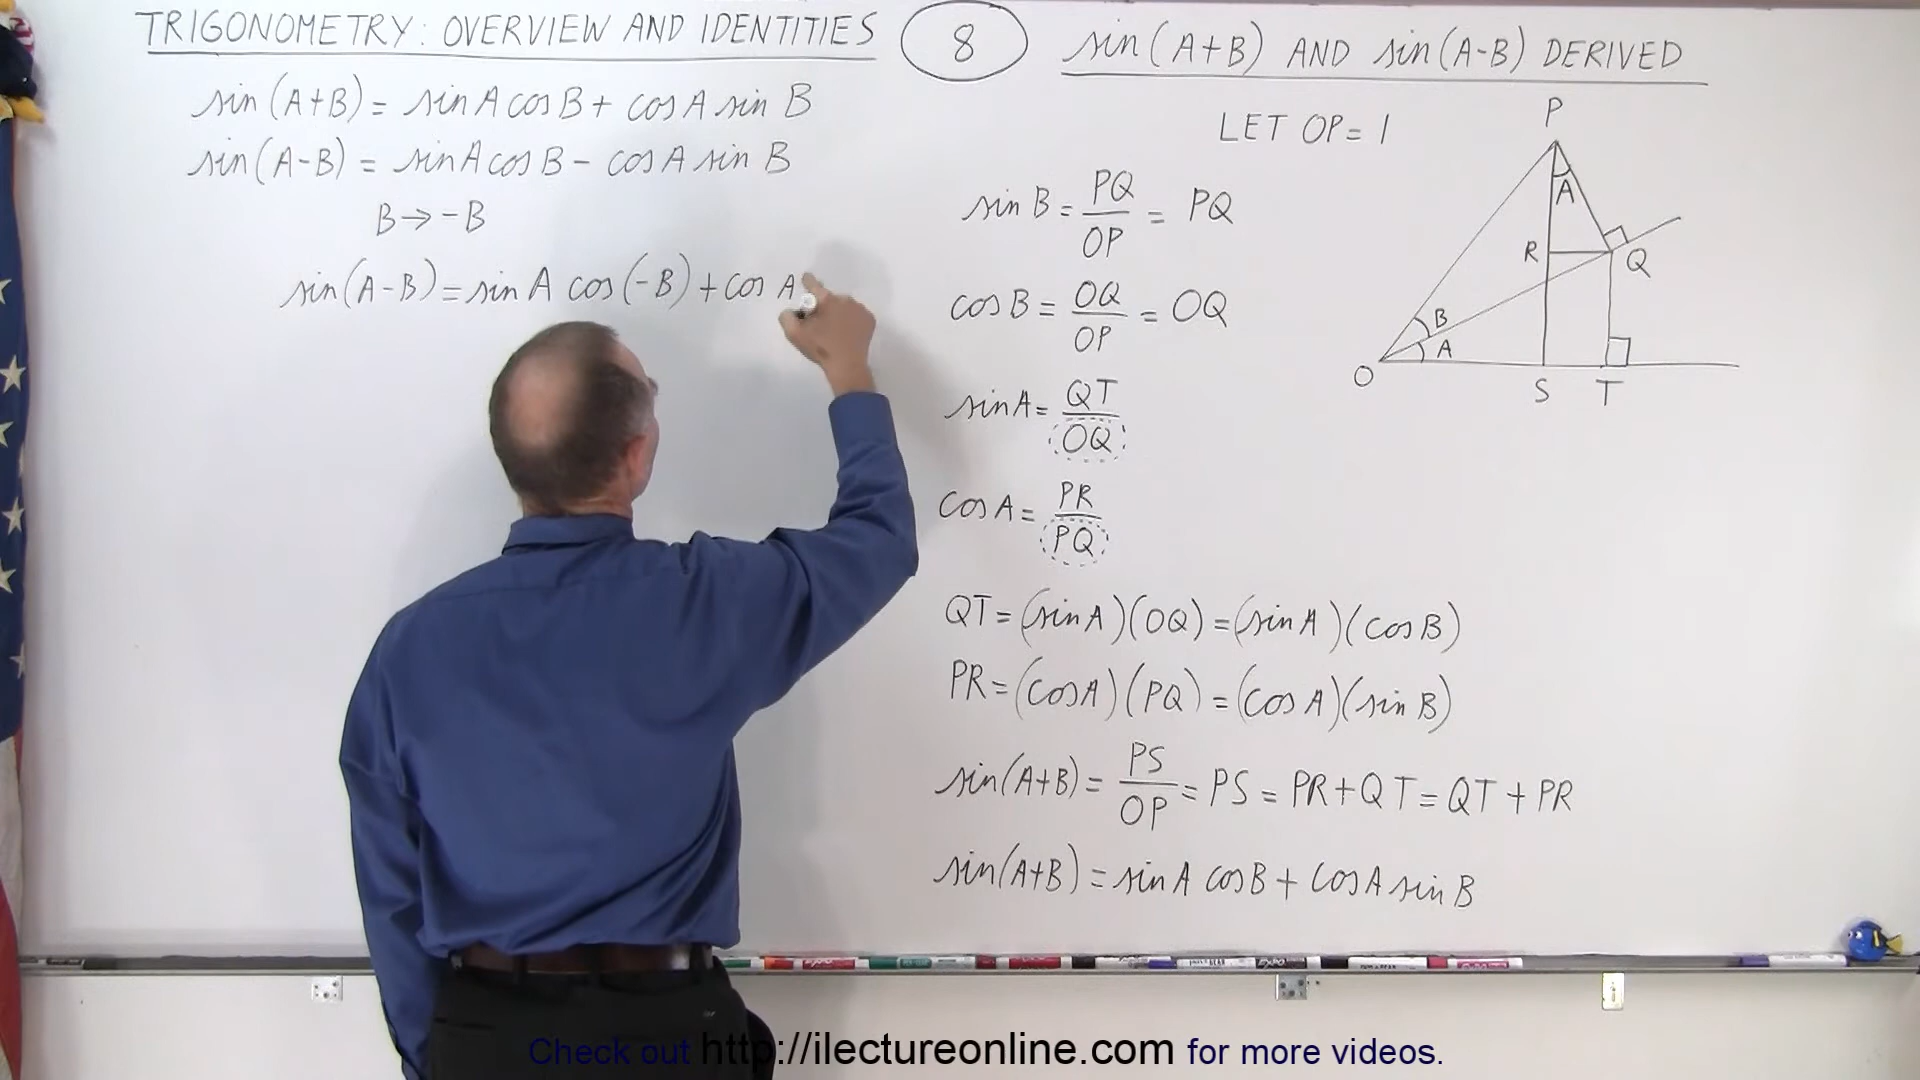 TRIGONOMETRY: OVERVIEW AND IDENTITIES 8 sin(A+B) AND sin(A-B) DERIVED
sin(A+B) = sin A cos B + cos A sin B
sin(A-B) = sin A cos B - cos A sin B
B → -B
sin(A-B) = sin A cos(-B) + cos A
LET OP = 1
sin B = PQ/OP = PQ
cos B = OQ/OP = OQ
sin A = QT/OQ
cos A = PR/PQ
QT = (sin A)(OQ) = (sin A)(cos B)
PR = (cos A)(PQ) = (cos A)(sin B)
sin(A+B) = PS/OP = PS = PR + QT = QT + PR
sin(A+B) = sin A cos B + cos A sin B
P
A
R
Q
B
A
O
S T
Check out http://ilectureonline.com for more videos.